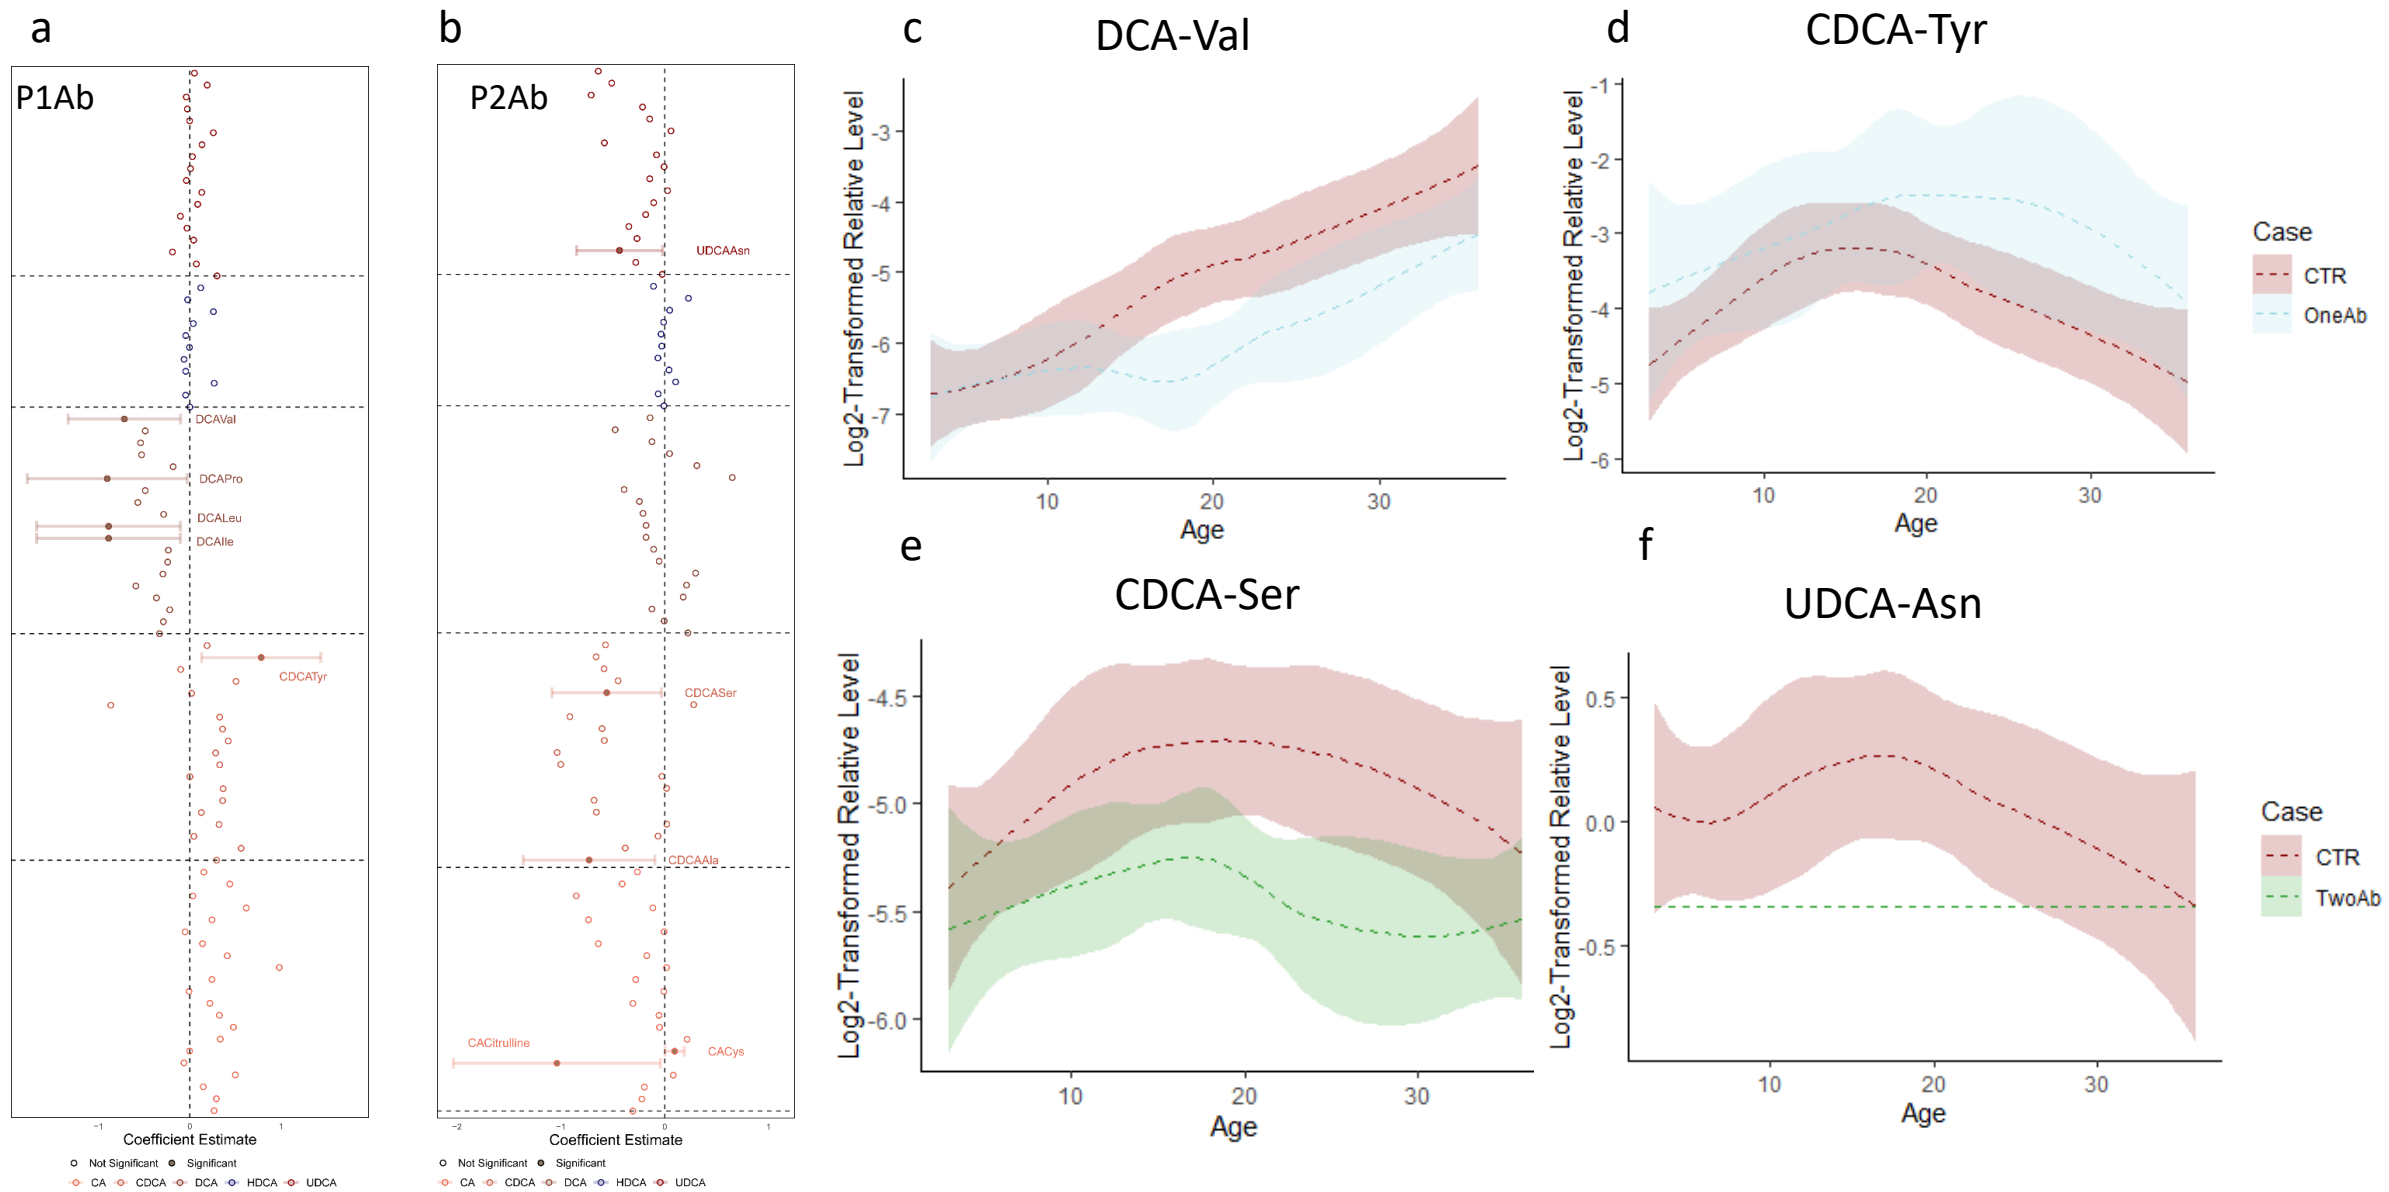 a
P1Ab
DCAVal
DCAPro
DCALeu
DCAIle
CDCATyr
−1 0 1
Coefficient Estimate
Not Significant Significant
CA CDCA DCA HDCA UDCA
b
P2Ab
UDCAAsn
CDCASer
CDCAAla
CACitrulline
CACys
−2 −1 0 1
Coefficient Estimate
Not Significant Significant
CA CDCA DCA HDCA UDCA
c
DCA-Val
Log2-Transformed Relative Level
-3
-4
-5
-6
-7
10 20 30
Age
d
CDCA-Tyr
Log2-Transformed Relative Level
-1
-2
-3
-4
-5
-6
10 20 30
Age
Case
CTR
OneAb
e
CDCA-Ser
Log2-Transformed Relative Level
-4.5
-5.0
-5.5
-6.0
10 20 30
Age
f
UDCA-Asn
Log2-Transformed Relative Level
0.5
0.0
-0.5
10 20 30
Age
Case
CTR
TwoAb